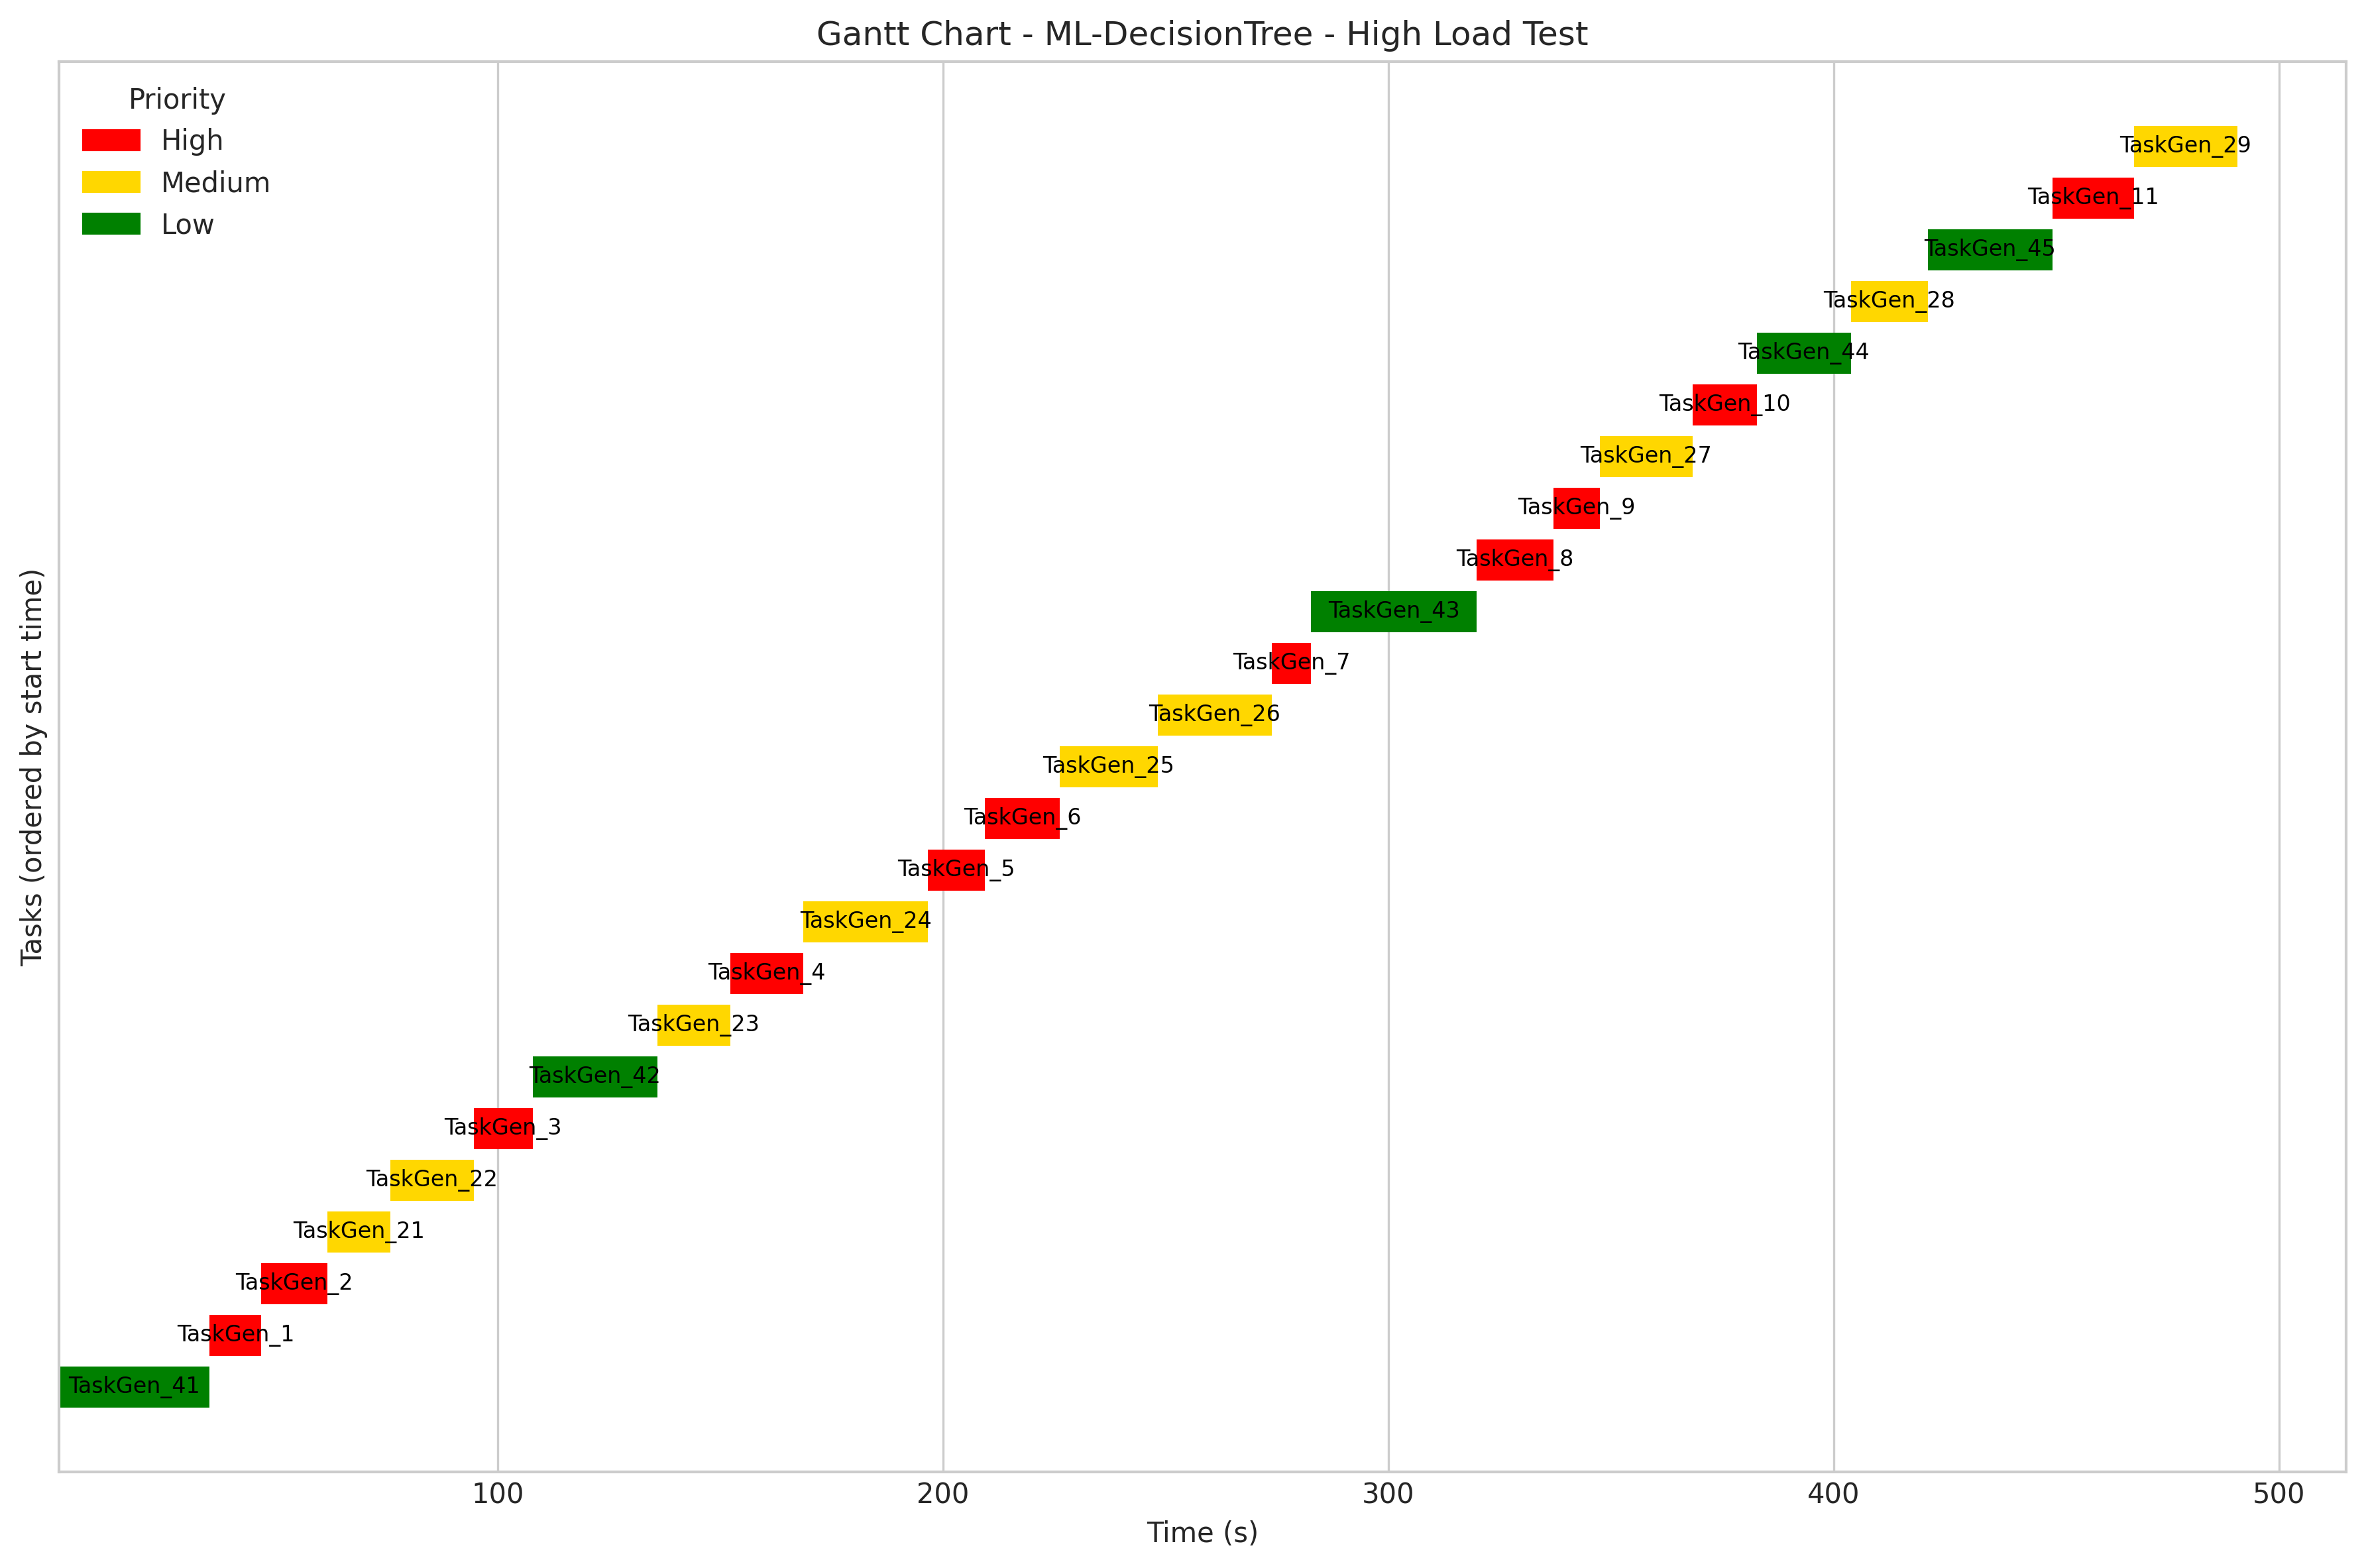 Gantt Chart - ML-DecisionTree - High Load Test
Priority
High
Medium
Low
TaskGen_29
TaskGen_11
TaskGen_45
TaskGen_28
TaskGen_44
TaskGen_10
TaskGen_27
TaskGen_9
TaskGen_8
TaskGen_43
TaskGen_7
TaskGen_26
TaskGen_25
TaskGen_6
TaskGen_5
TaskGen_24
TaskGen_4
TaskGen_23
TaskGen_42
TaskGen_3
TaskGen_22
TaskGen_21
TaskGen_2
TaskGen_1
TaskGen_41
Tasks (ordered by start time)
100 200 300 400 500
Time (s)